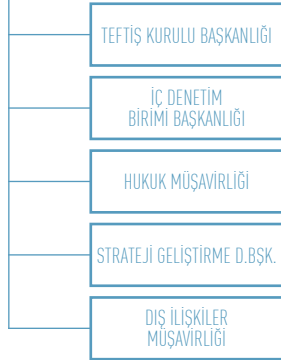 TEFTİŞ KURULU BAŞKANLIĞI
İÇ DENETİM
BİRİMİ BAŞKANLIĞI
HUKUK MÜŞAVİRLİĞİ
STRATEJİ GELİŞTİRME D.BŞK.
DIŞ İLİŞKİLER
MÜŞAVİRLİĞİ